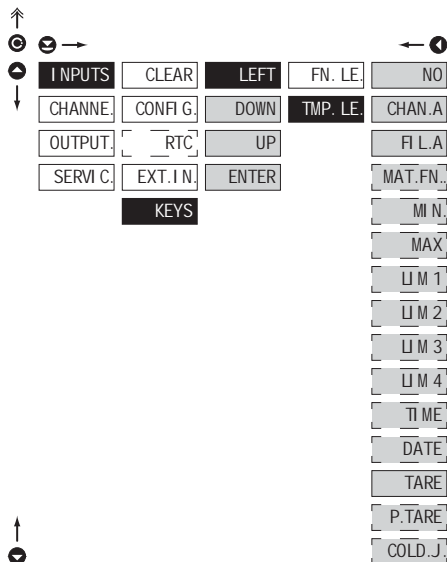 INPUTS CLEAR LEFT FN. LE. NO
CHANNE. CONFIG. DOWN TMP. LE. CHAN.A
OUTPUT. RTC UP FIL.A
SERVIC. EXT.IN. ENTER MAT.FN.
KEYS MIN.
MAX
LIM 1
LIM 2
LIM 3
LIM 4
TIME
DATE
TARE
P.TARE
COLD.J.